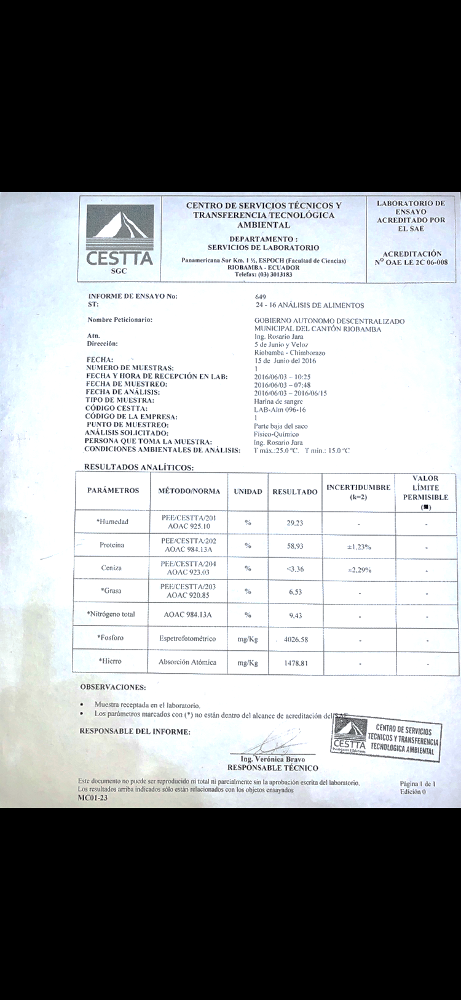 CESTTA
SGC
CENTRO DE SERVICIOS TÉCNICOS Y
TRANSFERENCIA TECNOLÓGICA
AMBIENTAL
DEPARTAMENTO :
SERVICIOS DE LABORATORIO
Panamericana Sur Km. 1 ½, ESPOCH (Facultad de Ciencias)
RIOBAMBA - ECUADOR
Telefax: (03) 3013183
LABORATORIO DE
ENSAYO
ACREDITADO POR
EL SAE
ACREDITACIÓN
Nº OAE LE 2C 06-008
INFORME DE ENSAYO No: 649
ST: 24 - 16 ANÁLISIS DE ALIMENTOS
Nombre Peticionario: GOBIERNO AUTONOMO DESCENTRALIZADO
MUNICIPAL DEL CANTÓN RIOBAMBA
Atn. Ing. Rosario Jara
Dirección: 5 de Junio y Veloz
Riobamba - Chimborazo
FECHA: 15 de Junio del 2016
NUMERO DE MUESTRAS: 1
FECHA Y HORA DE RECEPCIÓN EN LAB: 2016/06/03 – 10:25
FECHA DE MUESTREO: 2016/06/03 – 07:48
FECHA DE ANÁLISIS: 2016/06/03 – 2016/06/15
TIPO DE MUESTRA: Harina de sangre
CÓDIGO CESTTA: LAB-Alm 096-16
CÓDIGO DE LA EMPRESA: 1
PUNTO DE MUESTREO: Parte baja del saco
ANÁLISIS SOLICITADO: Físico-Químico
PERSONA QUE TOMA LA MUESTRA: Ing. Rosario Jara
CONDICIONES AMBIENTALES DE ANÁLISIS: T máx.:25.0 ºC. T min.: 15.0 ºC
RESULTADOS ANALÍTICOS:
PARÁMETROS MÉTODO/NORMA UNIDAD RESULTADO INCERTIDUMBRE (k=2) VALOR LÍMITE PERMISIBLE (■)
*Humedad PEE/CESTTA/201 AOAC 925.10 % 29.23 - -
Proteína PEE/CESTTA/202 AOAC 984.13A % 58.93 ±1.23% -
Ceniza PEE/CESTTA/204 AOAC 923.03 % <3.36 ±2.29% -
*Grasa PEE/CESTTA/203 AOAC 920.85 % 6.53 - -
*Nitrógeno total AOAC 984.13A % 9.43 - -
*Fosforo Espetrofotométrico mg/Kg 4026.58 - -
*Hierro Absorción Atómica mg/Kg 1478.81 - -
OBSERVACIONES:
• Muestra receptada en el laboratorio.
• Los parámetros marcados con (*) no están dentro del alcance de acreditación del SAE
RESPONSABLE DEL INFORME:
CESTTA
CENTRO DE SERVICIOS
TECNICOS Y TRANSFERENCIA
TECNOLOGICA AMBIENTAL
Ing. Verónica Bravo
RESPONSABLE TÉCNICO
Este documento no puede ser reproducido ni total ni parcialmente sin la aprobación escrita del laboratorio.
Los resultados arriba indicados sólo están relacionados con los objetos ensayados
MC01-23
Página 1 de 1
Edición 0